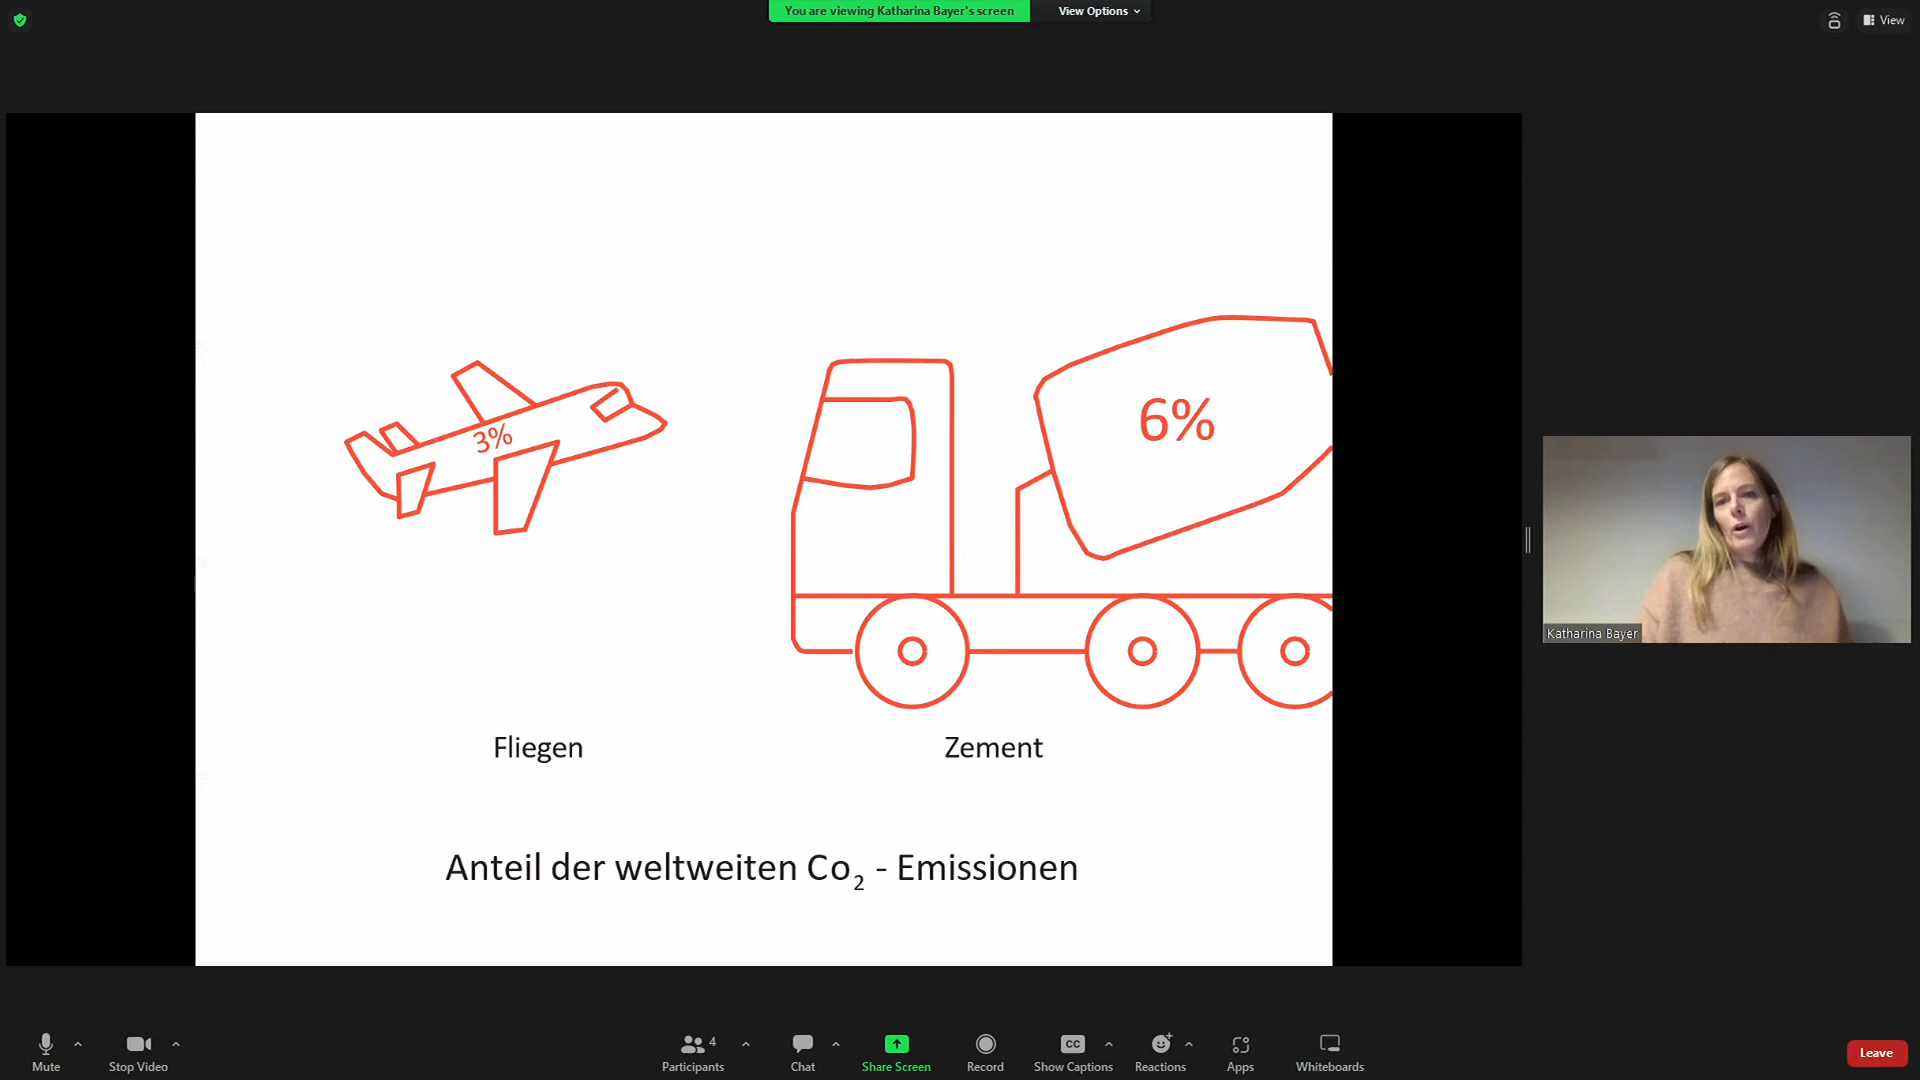 You are viewing Katharina Bayer's screen
View Options
View
3%
6%
Fliegen
Zement
Anteil der weltweiten Co₂ - Emissionen
Katharina Bayer
Mute
Stop Video
4
Participants
Chat
Share Screen
Record
CC
Show Captions
Reactions
Apps
Whiteboards
Leave